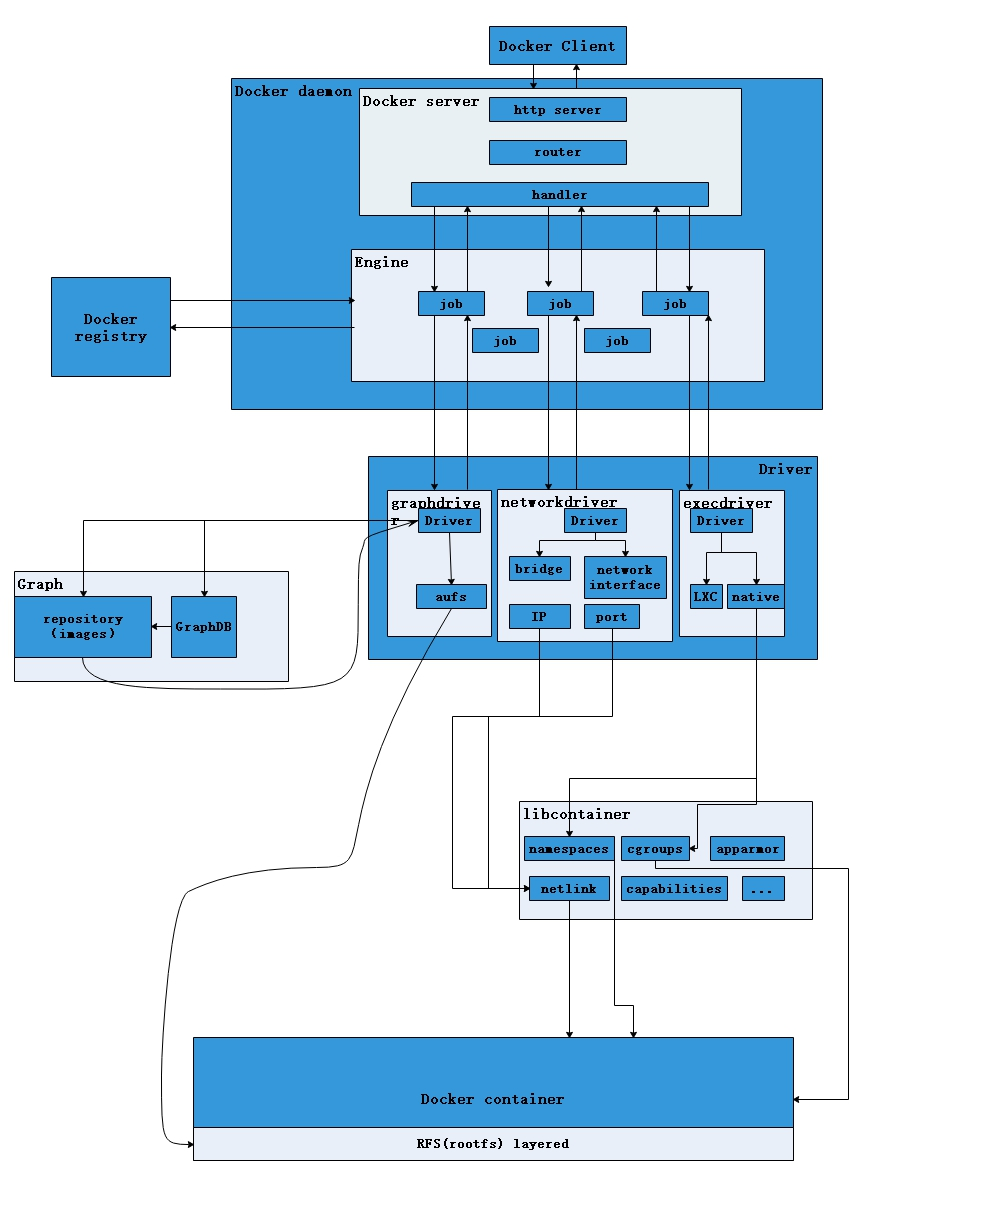 Docker Client
Docker daemon
Docker server
http server
router
handler
Engine
job
job
job
job
job
Docker
registry
Driver
graphdrive
r
Driver
aufs
networkdriver
Driver
bridge
network
interface
IP
port
execdriver
Driver
LXC
native
Graph
repository
(images)
GraphDB
libcontainer
namespaces
cgroups
apparmor
netlink
capabilities
...
Docker container
RFS(rootfs) layered